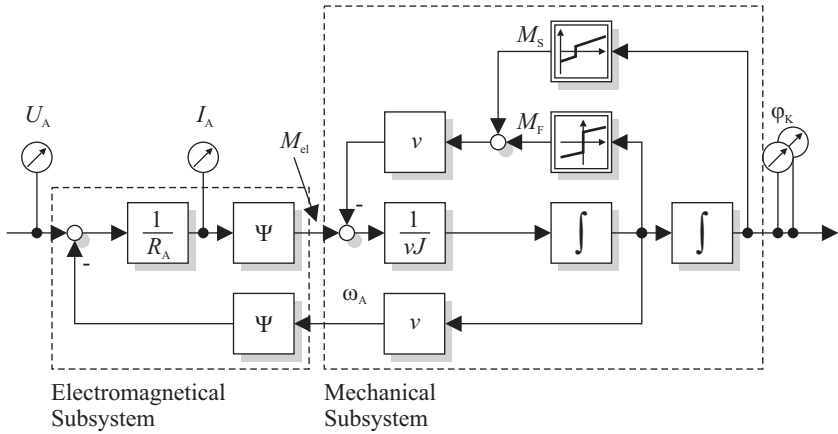 M_S
U_A
I_A
M_el
v
M_F
φ_K
-
1
R_A
Ψ
-
1
vJ
∫
∫
-
Ψ
ω_A
v
Electromagnetical
Subsystem
Mechanical
Subsystem